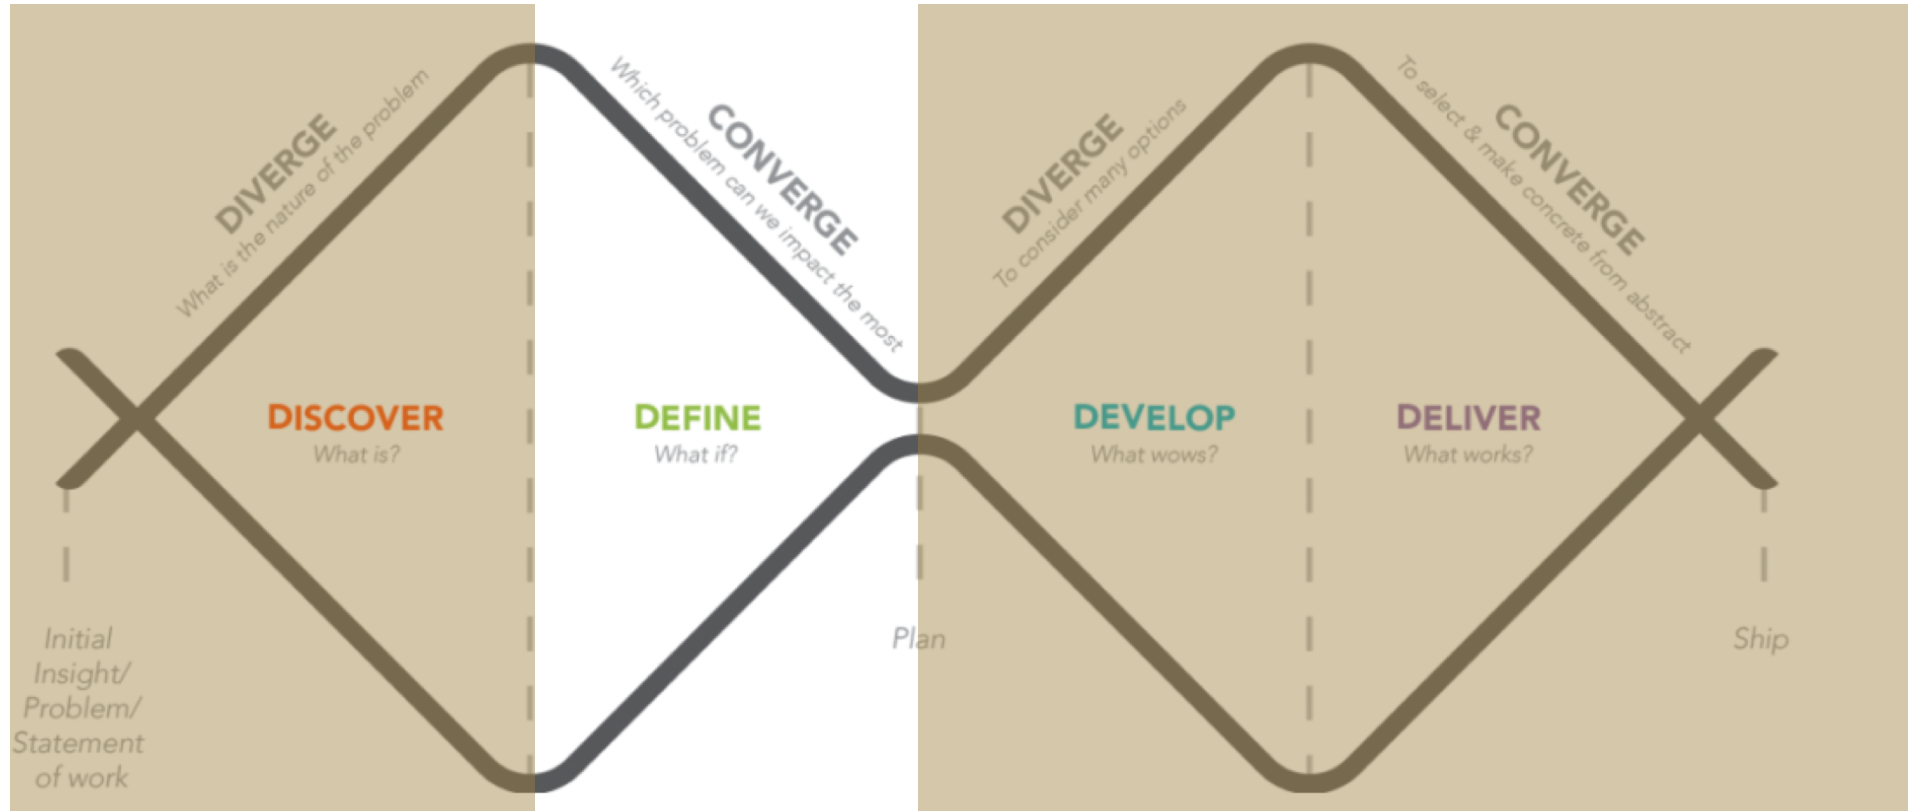 DIVERGE
What is the nature of the problem
Which problem can we impact the most
CONVERGE
DIVERGE
To consider many options
To select & make concrete from abstract
CONVERGE
DISCOVER
What is?
DEFINE
What if?
DEVELOP
What wows?
DELIVER
What works?
Initial
Insight/
Problem/
Statement
of work
Plan
Ship